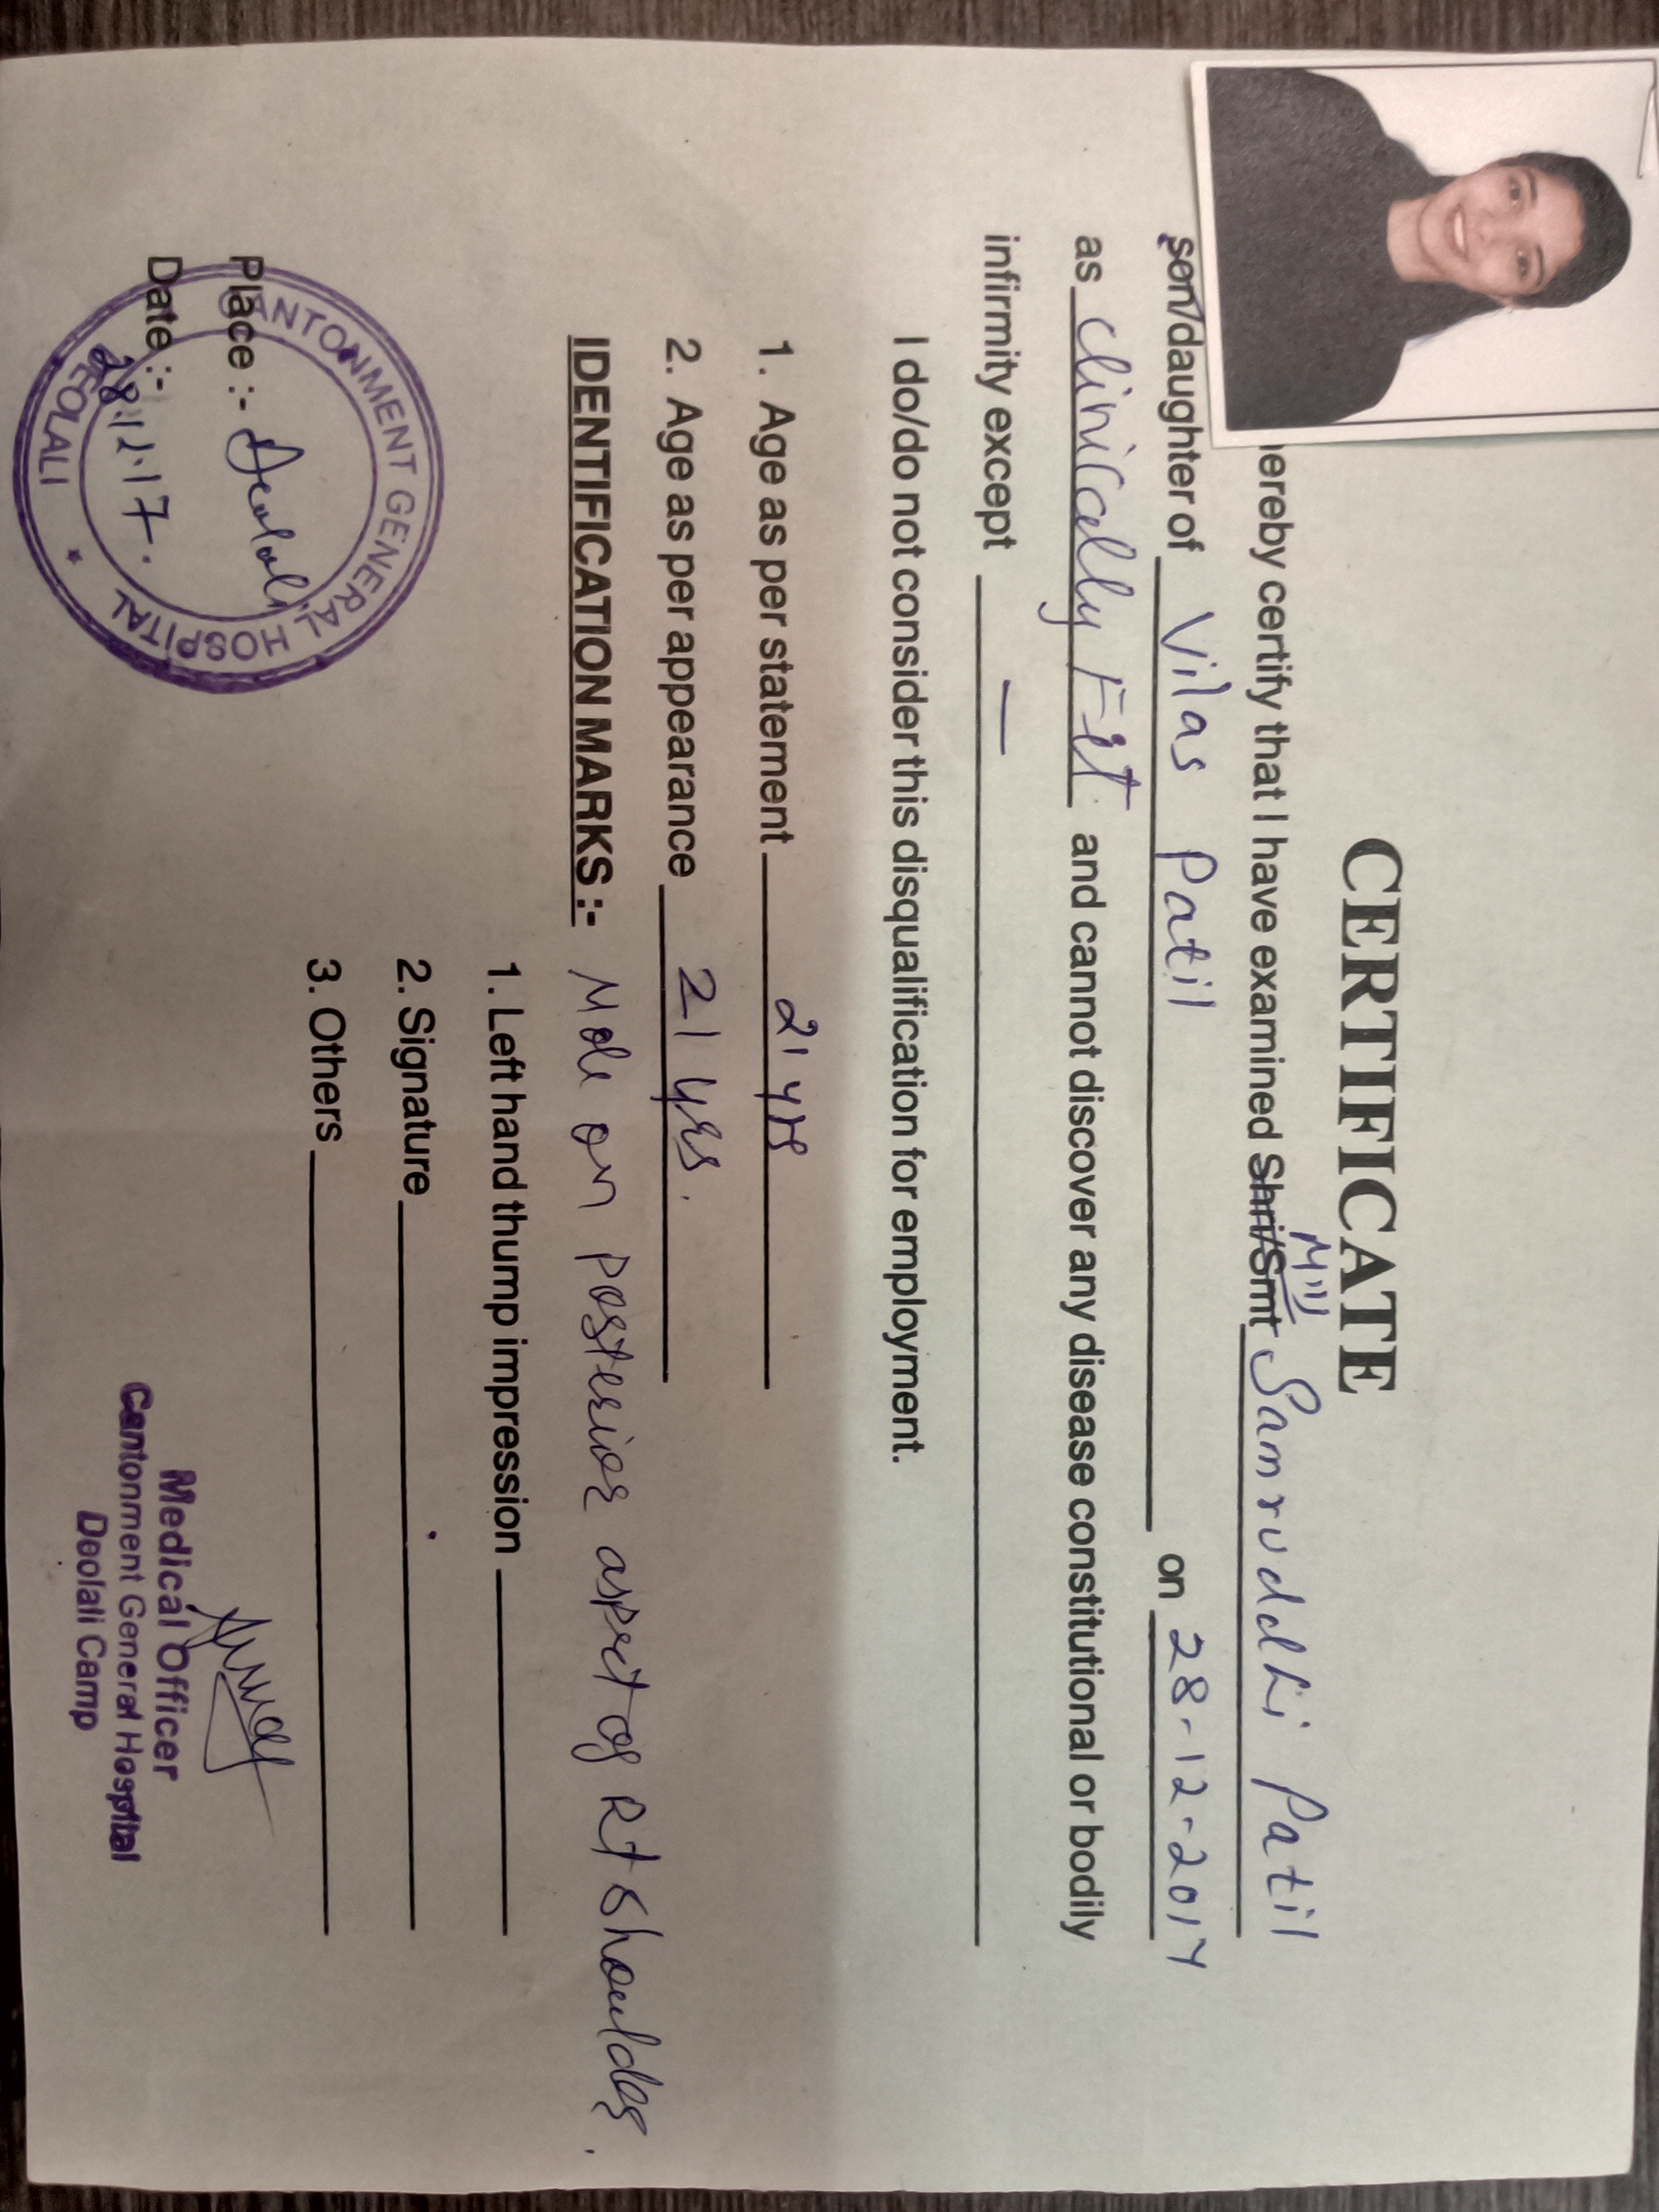 CERTIFICATE
ereby certify that I have examined Shri/Smt Miss Samruddhi Patil
son/daughter of Vilas Patil on 28-12-2017
as Clinically Fit and cannot discover any disease constitutional or bodily
infirmity except —
I do/do not consider this disqualification for employment.
1. Age as per statement 21 yrs
2. Age as per appearance 21 yrs.
IDENTIFICATION MARKS :- Mole on posterior aspect of Rt shoulder.
1. Left hand thump impression
2. Signature
3. Others
Place :- Deolali
Date :- 28.12.17.
CANTONMENT GENERAL HOSPITAL
DEOLALI *
Medical Officer
Cantonment General Hospital
Deolali Camp